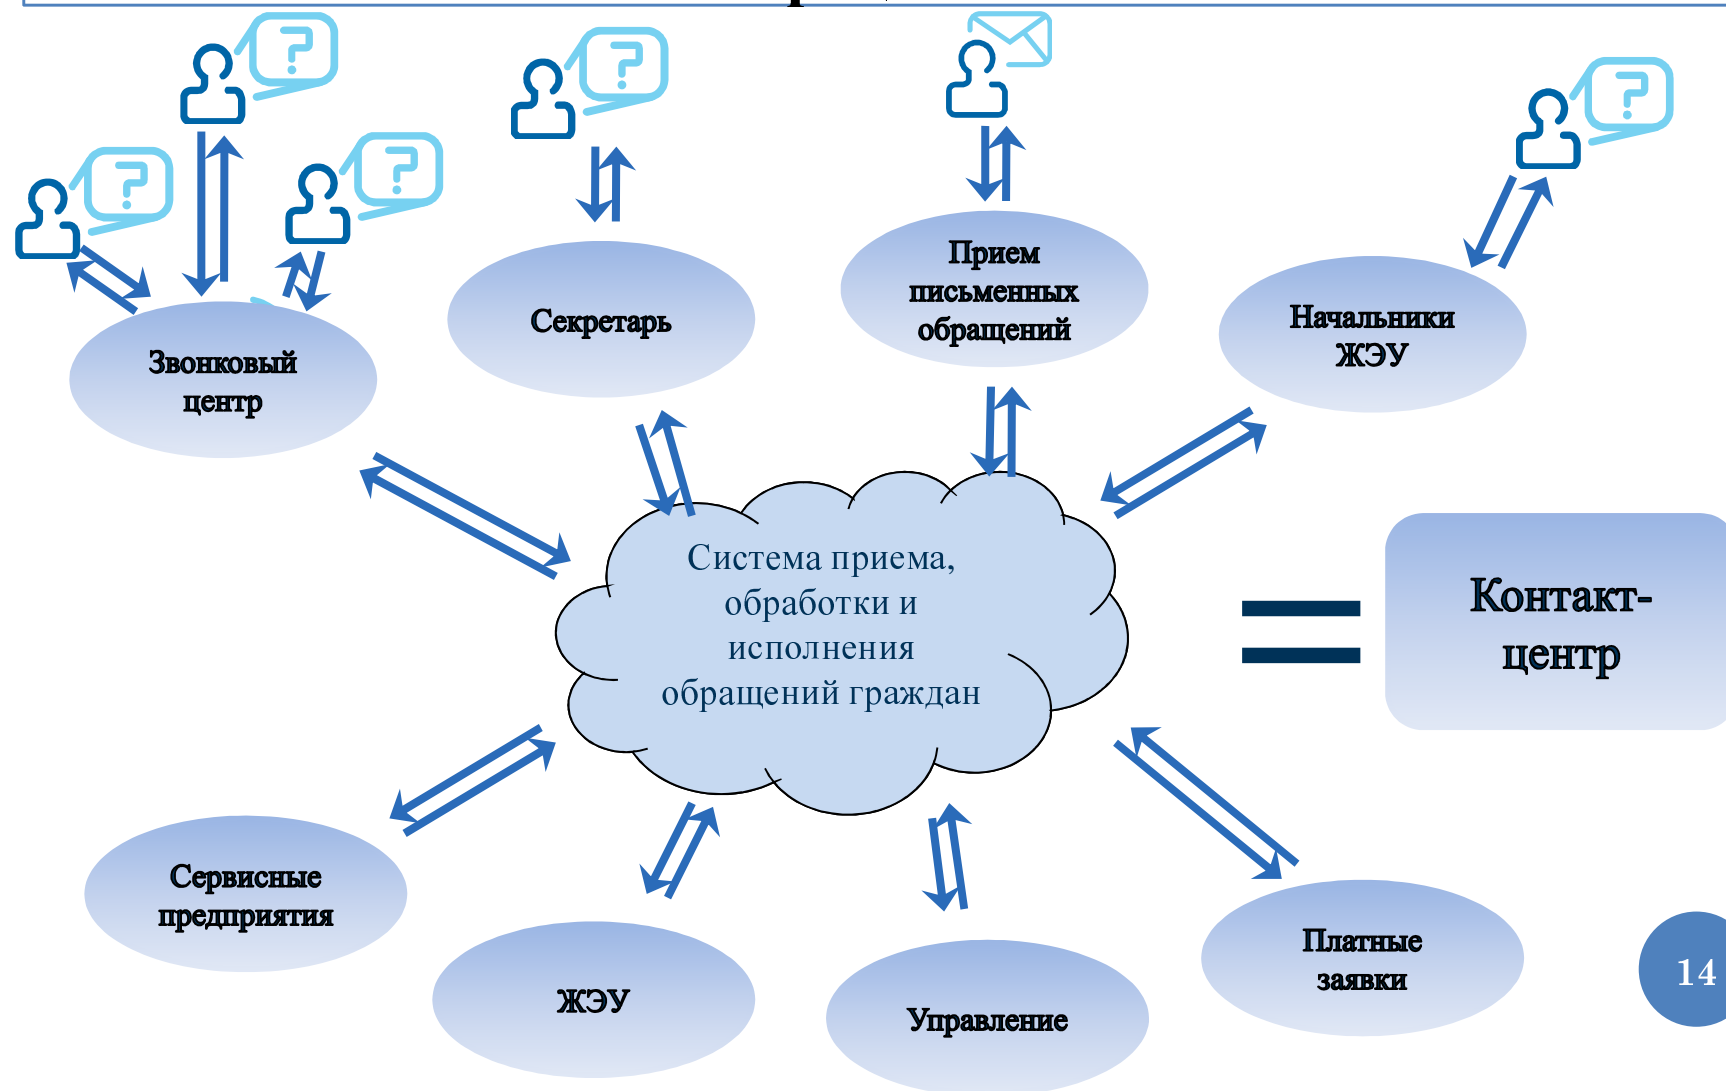 Звонковый
центр
Секретарь
Прием
письменных
обращений
Начальники
ЖЭУ
Система приема,
обработки и
исполнения
обращений граждан
Контакт-
центр
Сервисные
предприятия
ЖЭУ
Управление
Платные
заявки
14